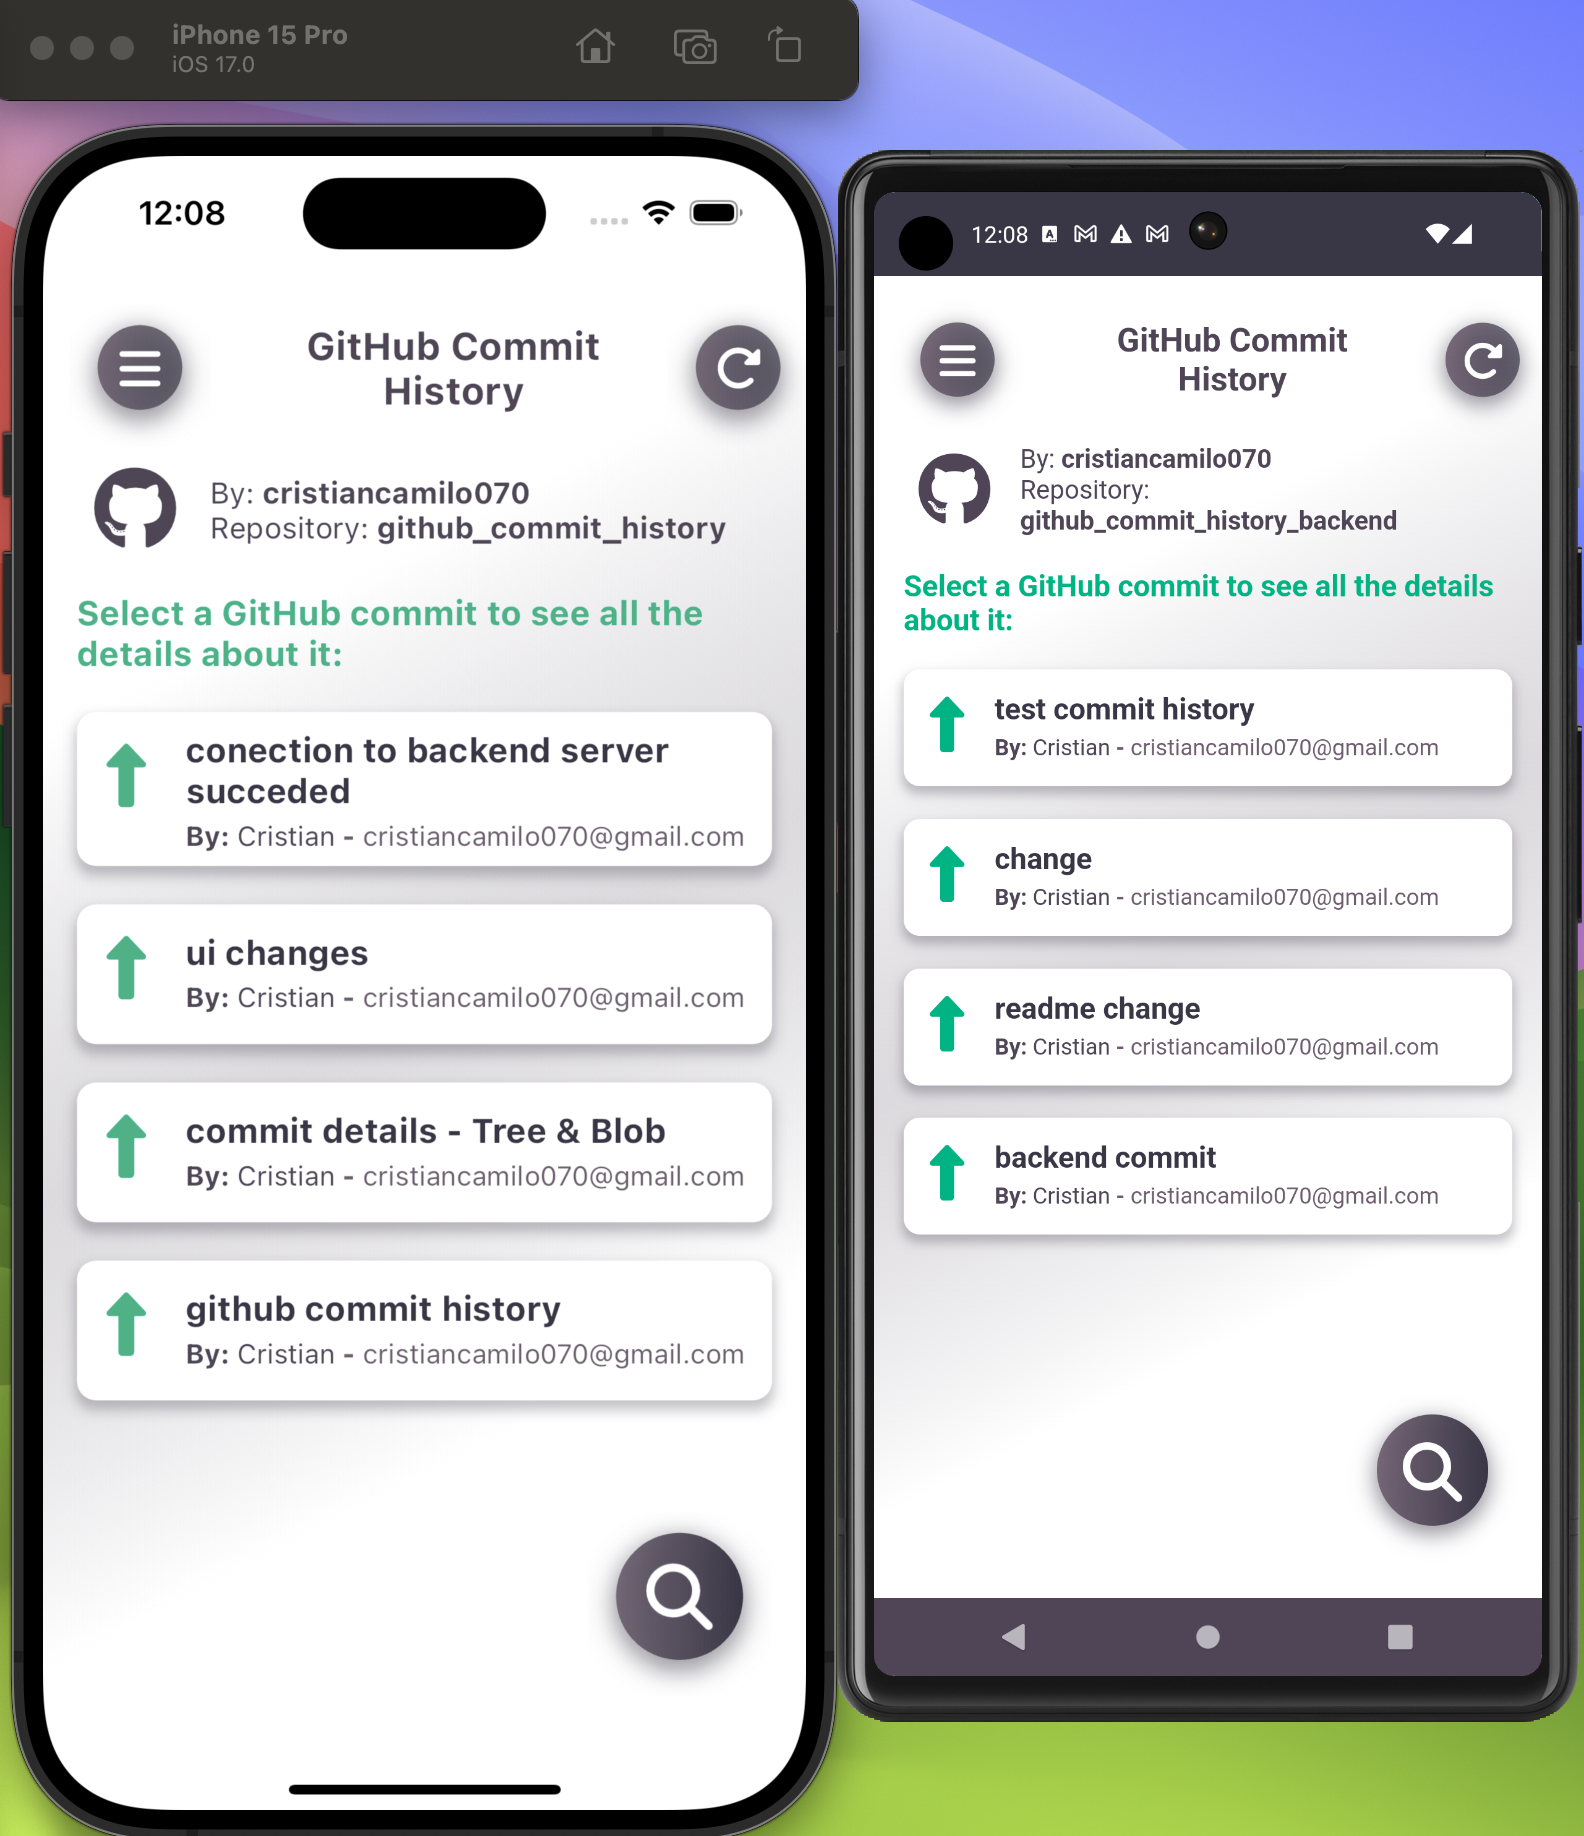 iPhone 15 Pro
iOS 17.0
12:08
GitHub Commit
History
By: cristiancamilo070
Repository: github_commit_history
Select a GitHub commit to see all the
details about it:
conection to backend server
succeded
By: Cristian - cristiancamilo070@gmail.com
ui changes
By: Cristian - cristiancamilo070@gmail.com
commit details - Tree & Blob
By: Cristian - cristiancamilo070@gmail.com
github commit history
By: Cristian - cristiancamilo070@gmail.com
12:08
GitHub Commit
History
By: cristiancamilo070
Repository:
github_commit_history_backend
Select a GitHub commit to see all the details
about it:
test commit history
By: Cristian - cristiancamilo070@gmail.com
change
By: Cristian - cristiancamilo070@gmail.com
readme change
By: Cristian - cristiancamilo070@gmail.com
backend commit
By: Cristian - cristiancamilo070@gmail.com